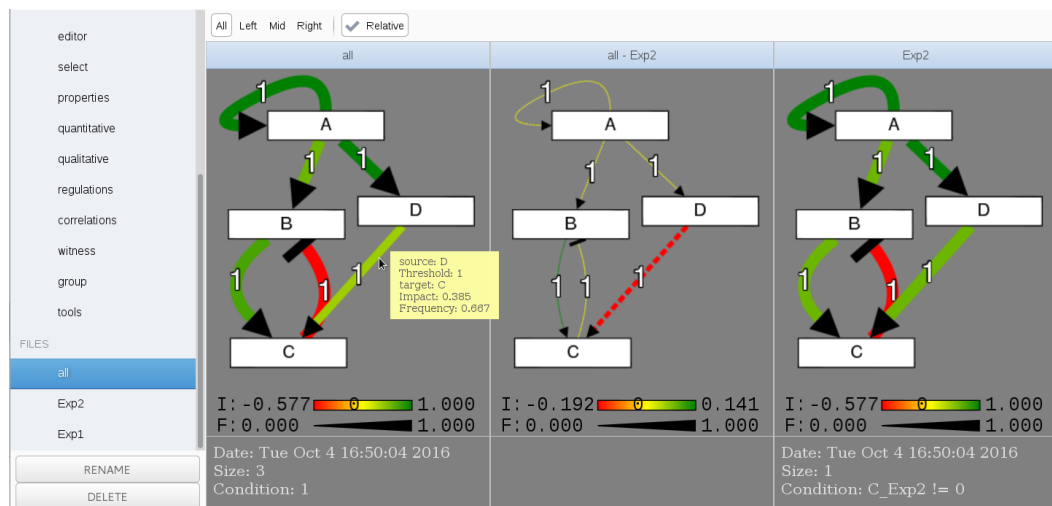 editor
select
properties
quantitative
qualitative
regulations
correlations
witness
group
tools
FILES
all
Exp2
Exp1
RENAME
DELETE
All Left Mid Right Relative
all
1
A
1
1
B
D
1
1
1
C
source: D
Threshold: 1
target: C
Impact: 0.385
Frequency: 0.667
I:-0.577 0 1.000
F:0.000 1.000
Date: Tue Oct 4 16:50:04 2016
Size: 3
Condition: 1
all - Exp2
1
A
1
1
B
D
1
1
1
C
I:-0.192 0 0.141
F:0.000 1.000
Exp2
1
A
1
1
B
D
1
1
1
C
I:-0.577 0 1.000
F:0.000 1.000
Date: Tue Oct 4 16:50:04 2016
Size: 1
Condition: C_Exp2 != 0